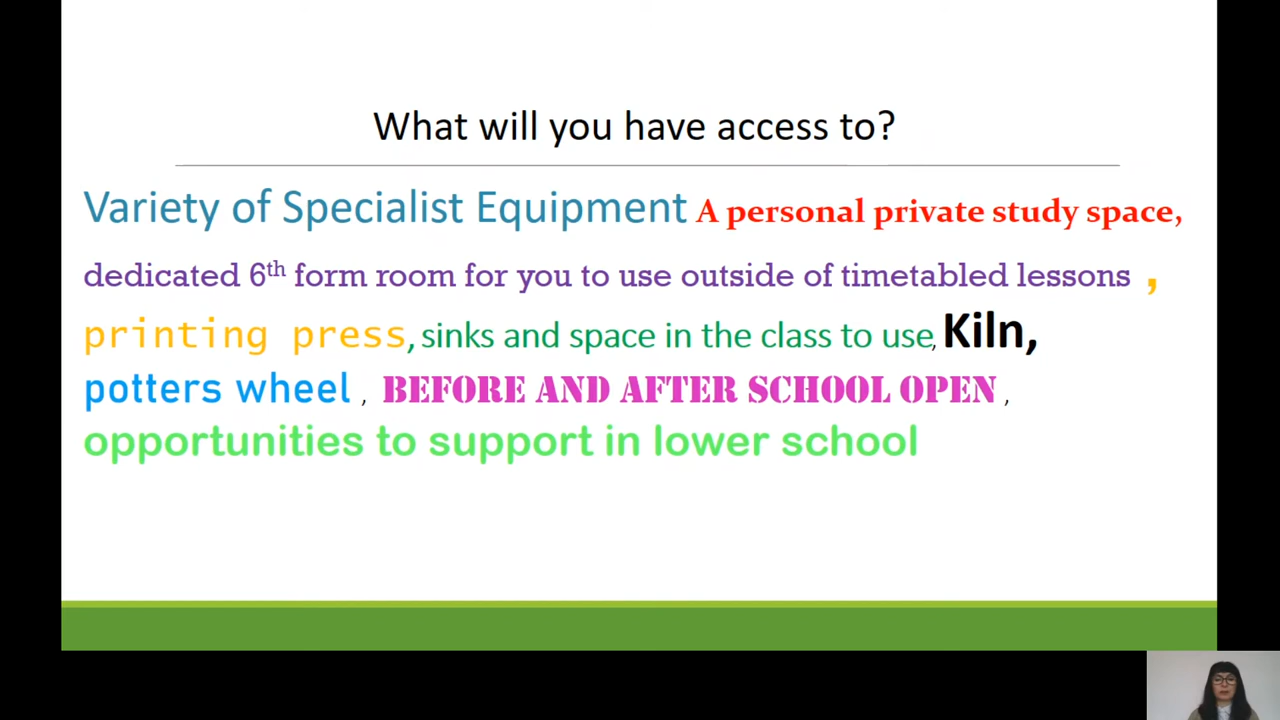 What will you have access to?
Variety of Specialist Equipment A personal private study space,
dedicated 6th form room for you to use outside of timetabled lessons ,
printing press, sinks and space in the class to use, Kiln,
potters wheel , BEFORE AND AFTER SCHOOL OPEN ,
opportunities to support in lower school